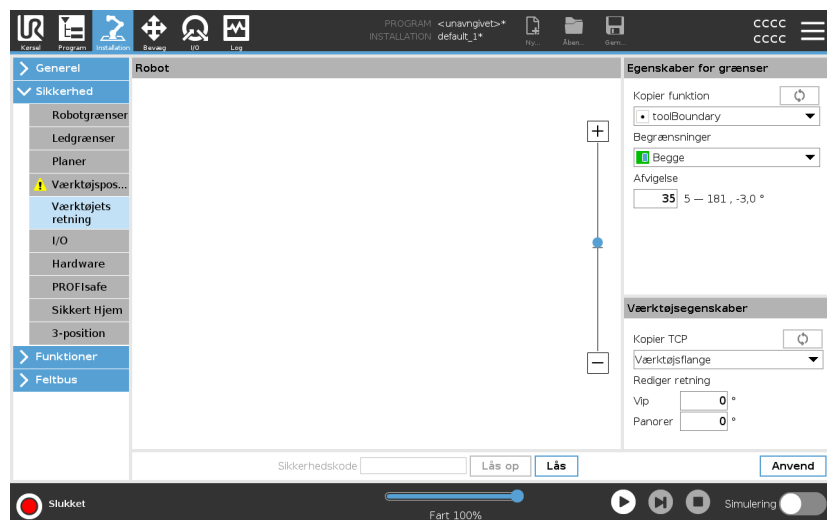 UR
Kørsel
Program
Installation
Bevæg
I/O
Log
PROGRAM <unavngivet>*
INSTALLATION default_1*
Ny...
Åben...
Gem...
cccc
cccc
Generel
Sikkerhed
Robotgrænser
Ledgrænser
Planer
Værktøjspos...
Værktøjets
retning
I/O
Hardware
PROFIsafe
Sikkert Hjem
3-position
Funktioner
Feltbus
Robot
Egenskaber for grænser
Kopier funktion
toolBoundary
Begrænsninger
Begge
Afvigelse
35 5 — 181 , -3,0 °
Værktøjsegenskaber
Kopier TCP
Værktøjsflange
Rediger retning
Vip 0 °
Panorer 0 °
Sikkerhedskode
Lås op
Lås
Anvend
Slukket
Fart 100%
Simulering